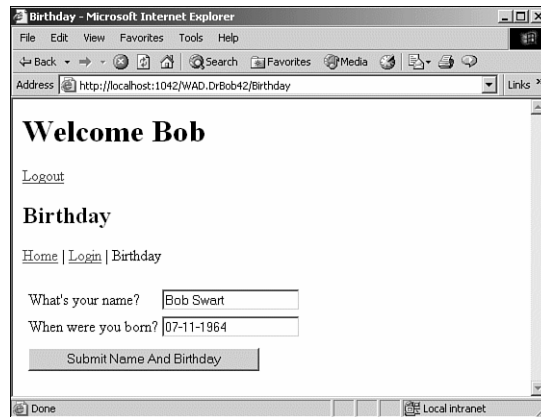 Birthday - Microsoft Internet Explorer
File Edit View Favorites Tools Help
Back Search Favorites Media
Address http://localhost:1042/WAD.DrBob42/Birthday Links »
Welcome Bob
Logout
Birthday
Home | Login | Birthday
What's your name? Bob Swart
When were you born? 07-11-1964
Submit Name And Birthday
Done Local intranet